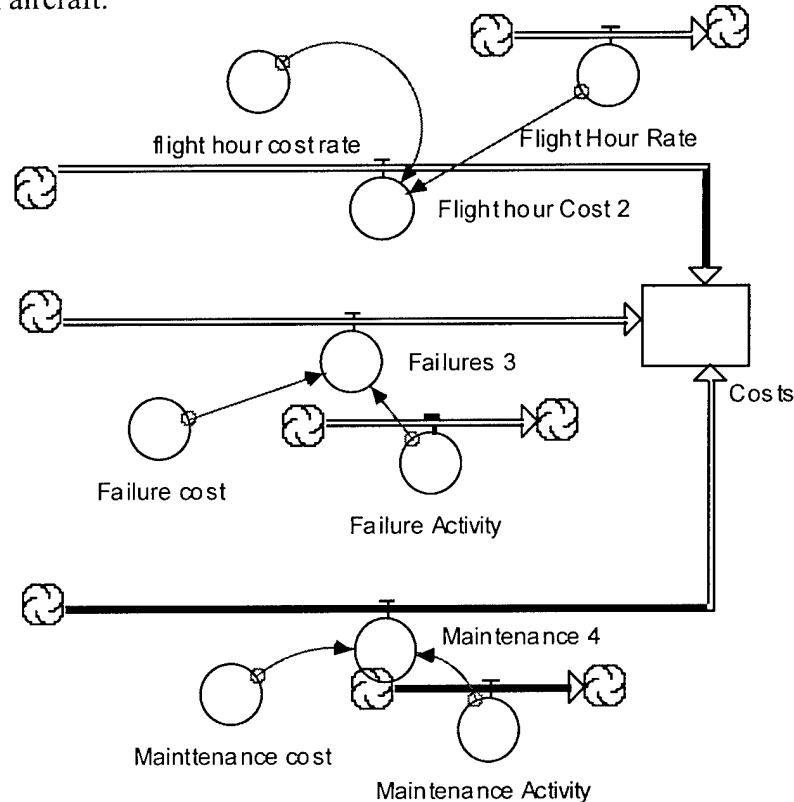 aircraft.
flight hour cost rate
Flight Hour Rate
Flight hour Cost 2
Failures 3
Costs
Failure cost
Failure Activity
Maintenance 4
Mainttenance cost
Maintenance Activity